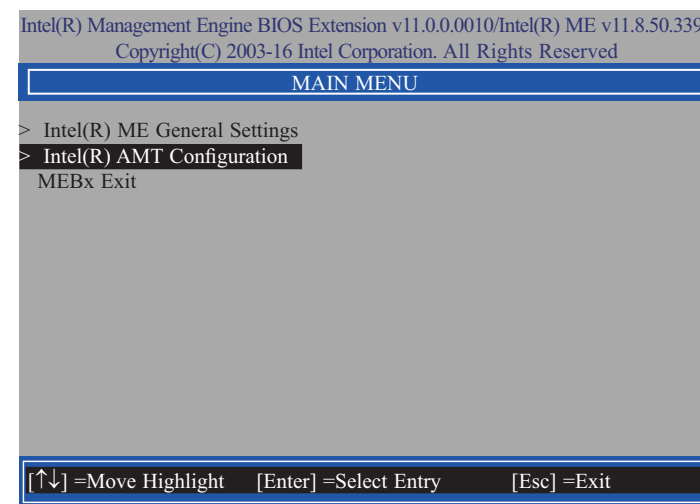 Intel(R) Management Engine BIOS Extension v11.0.0.0010/Intel(R) ME v11.8.50.339
Copyright(C) 2003-16 Intel Corporation. All Rights Reserved
MAIN MENU
> Intel(R) ME General Settings
> Intel(R) AMT Configuration
MEBx Exit
[↑↓] =Move Highlight [Enter] =Select Entry [Esc] =Exit